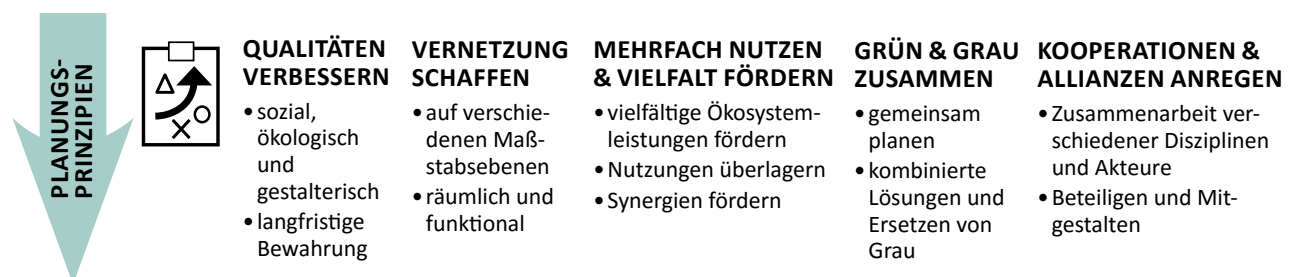 PLANUNGS-
PRINZIPIEN
QUALITÄTEN
VERBESSERN
• sozial,
ökologisch
und
gestalterisch
• langfristige
Bewahrung
VERNETZUNG
SCHAFFEN
• auf verschie-
denen Maß-
stabsebenen
• räumlich und
funktional
MEHRFACH NUTZEN
& VIELFALT FÖRDERN
• vielfältige Ökosystem-
leistungen fördern
• Nutzungen überlagern
• Synergien fördern
GRÜN & GRAU
ZUSAMMEN
• gemeinsam
planen
• kombinierte
Lösungen und
Ersetzen von
Grau
KOOPERATIONEN &
ALLIANZEN ANREGEN
• Zusammenarbeit ver-
schiedener Disziplinen
und Akteure
• Beteiligen und Mit-
gestalten